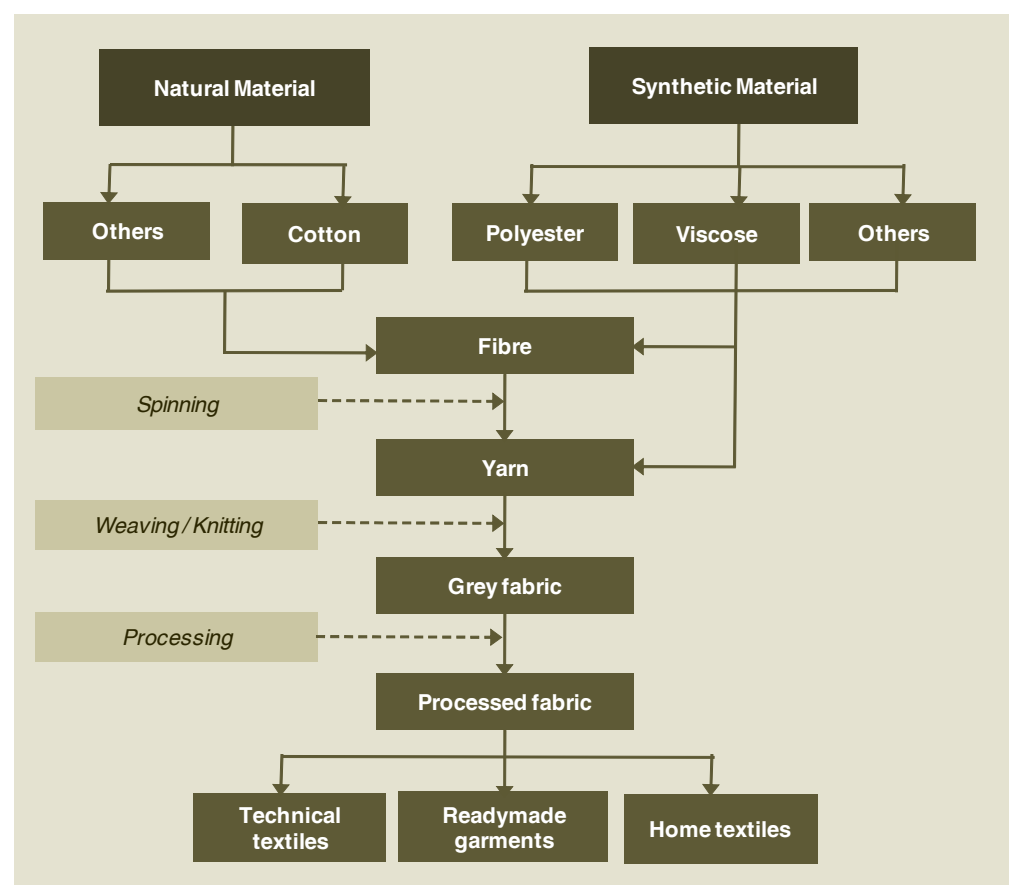 Natural Material
Synthetic Material
Others
Cotton
Polyester
Viscose
Others
Fibre
Spinning
Yarn
Weaving / Knitting
Grey fabric
Processing
Processed fabric
Technical
textiles
Readymade
garments
Home textiles